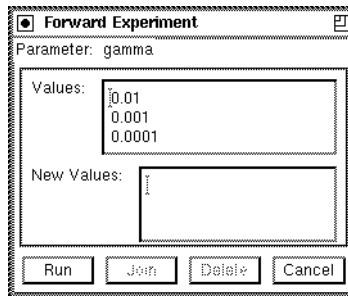 Forward Experiment
Parameter: gamma
Values:
0.01
0.001
0.0001
New Values:
Run Join Delete Cancel